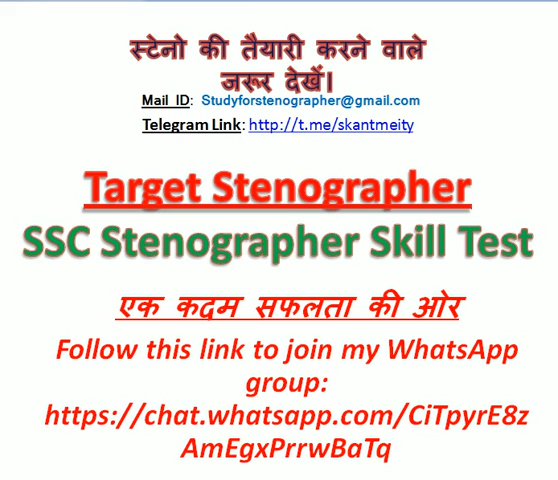 स्टेनो की तैयारी करने वाले
जरूर देखें।
Mail ID: Studyforstenographer@gmail.com
Telegram Link: http://t.me/skantmeity
Target Stenographer
SSC Stenographer Skill Test
एक कदम सफलता की ओर
Follow this link to join my WhatsApp
group:
https://chat.whatsapp.com/CiTpyrE8z
AmEgxPrrwBaTq